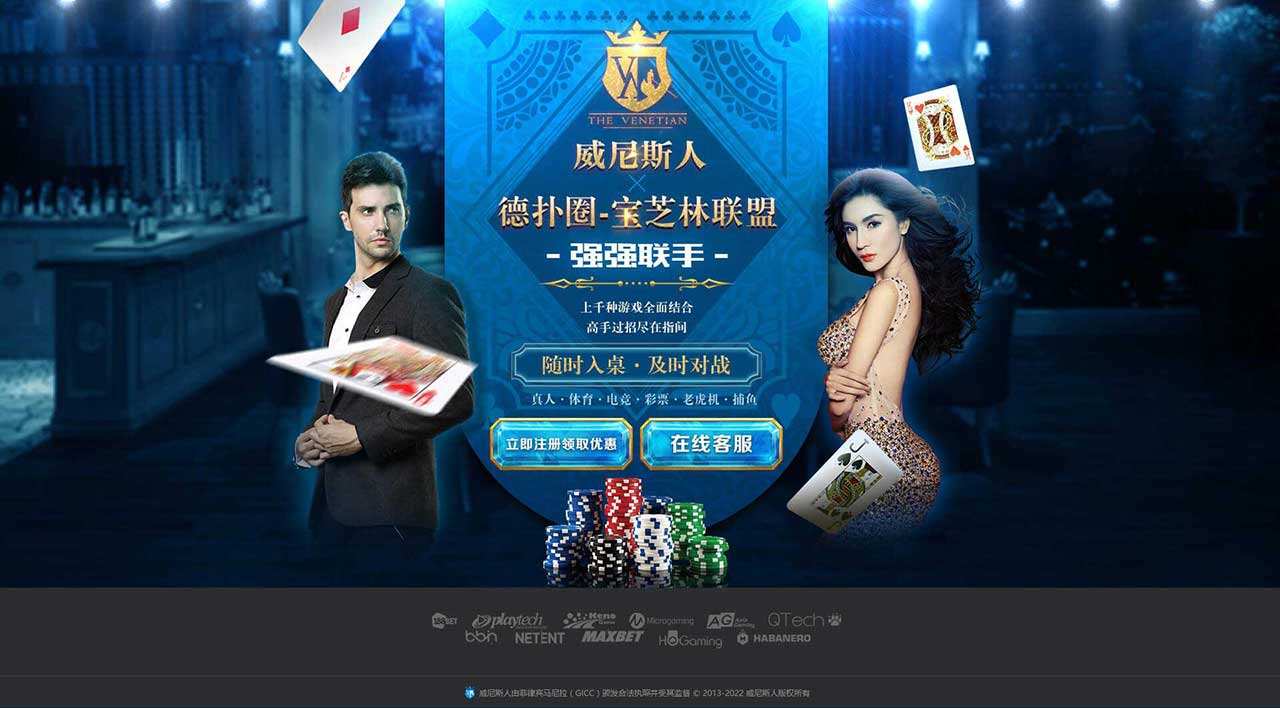 THE VENETIAN
威尼斯人
×
德扑圈-宝芝林联盟
- 强强联手 -
上千种游戏全面结合
高手过招尽在指间
随时入桌·及时对战
真人·体育·电竞·彩票·老虎机·捕鱼
立即注册领取优惠 在线客服
K
J
188BET playtech Keno Microgaming AG Asia Gaming QTech
bbin NETENT MAXBET HoGaming HABANERO
威尼斯人由菲律宾马尼拉（GICC）颁发合法执照并受其监督 © 2013-2022 威尼斯人版权所有